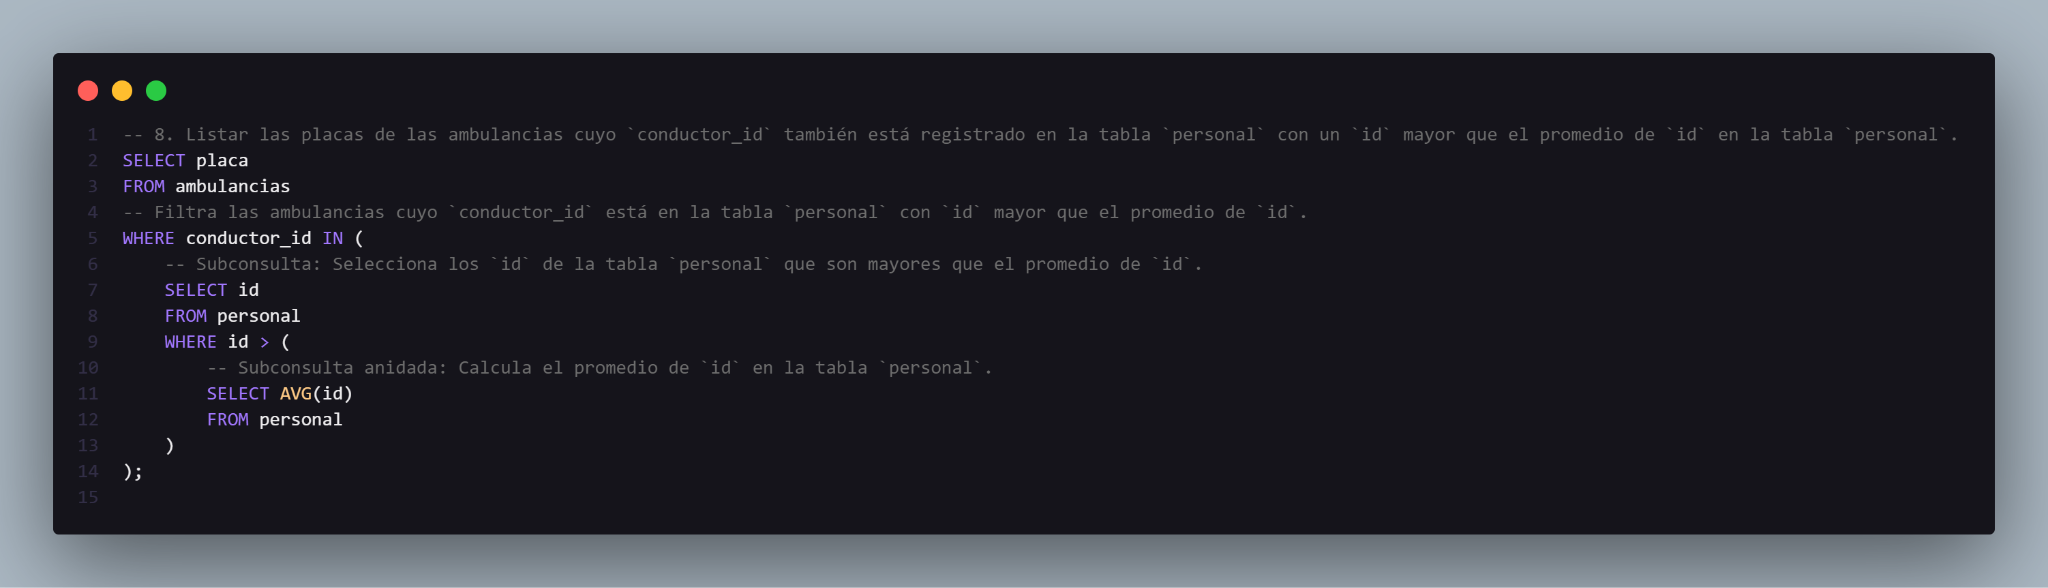 1 -- 8. Listar las placas de las ambulancias cuyo `conductor_id` también está registrado en la tabla `personal` con un `id` mayor que el promedio de `id` en la tabla `personal`.
2 SELECT placa
3 FROM ambulancias
4 -- Filtra las ambulancias cuyo `conductor_id` está en la tabla `personal` con `id` mayor que el promedio de `id`.
5 WHERE conductor_id IN (
6     -- Subconsulta: Selecciona los `id` de la tabla `personal` que son mayores que el promedio de `id`.
7     SELECT id
8     FROM personal
9     WHERE id > (
10         -- Subconsulta anidada: Calcula el promedio de `id` en la tabla `personal`.
11         SELECT AVG(id)
12         FROM personal
13     )
14 );
15